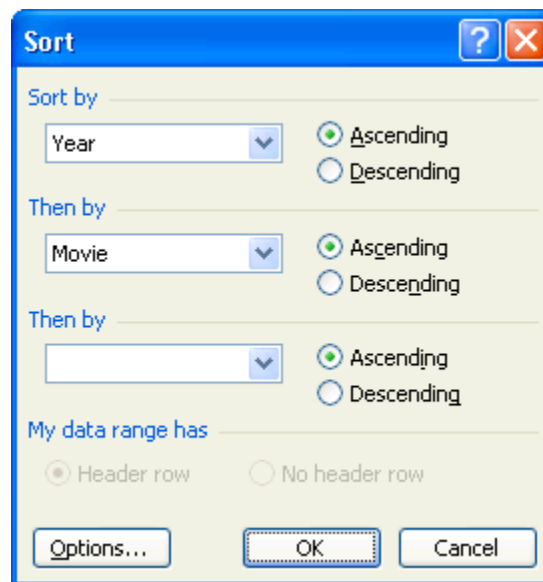 Sort
Sort by
Year
Ascending
Descending
Then by
Movie
Ascending
Descending
Then by
Ascending
Descending
My data range has
Header row No header row
Options... OK Cancel